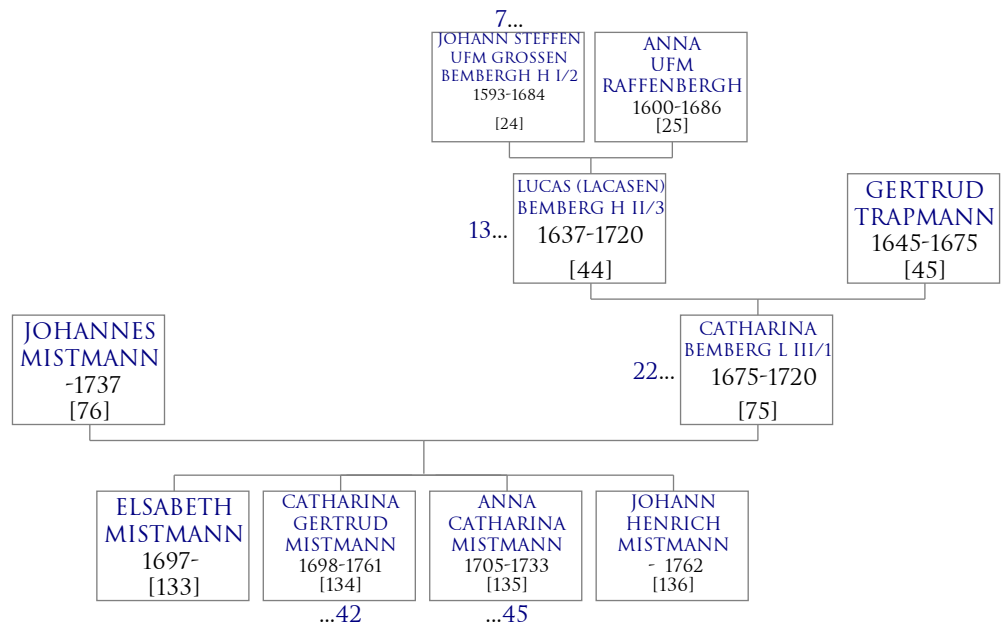 7...
JOHANN STEFFEN
UFM GROSSEN
BEMBERGH H I/2
1593-1684
[24]
ANNA
UFM
RAFFENBERGH
1600-1686
[25]
13...
LUCAS (LACASEN)
BEMBERG H II/3
1637-1720
[44]
GERTRUD
TRAPMANN
1645-1675
[45]
JOHANNES
MISTMANN
-1737
[76]
22...
CATHARINA
BEMBERG L III/1
1675-1720
[75]
ELSABETH
MISTMANN
1697-
[133]
CATHARINA
GERTRUD
MISTMANN
1698-1761
[134]
...42
ANNA
CATHARINA
MISTMANN
1705-1733
[135]
...45
JOHANN
HENRICH
MISTMANN
- 1762
[136]